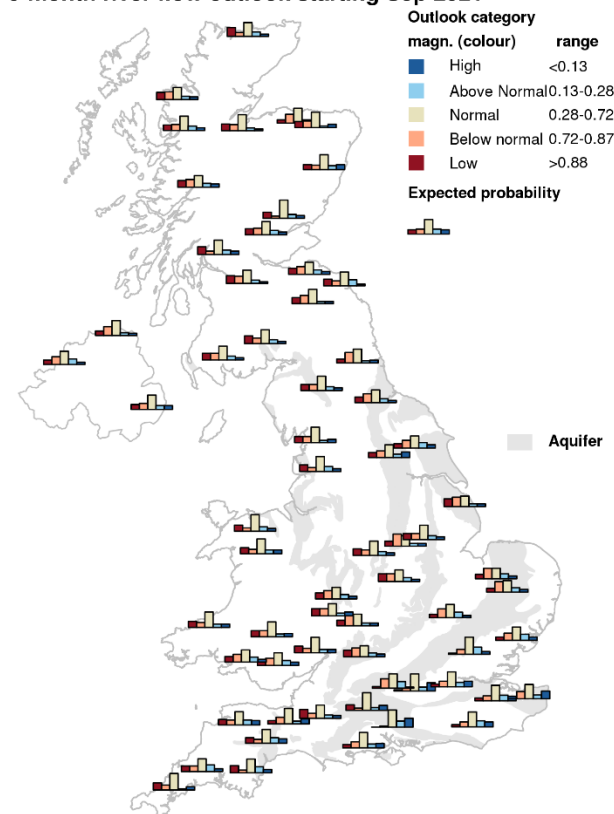 Outlook category
magn. (colour) range
High <0.13
Above Normal 0.13-0.28
Normal 0.28-0.72
Below normal 0.72-0.87
Low >0.88
Expected probability
Aquifer